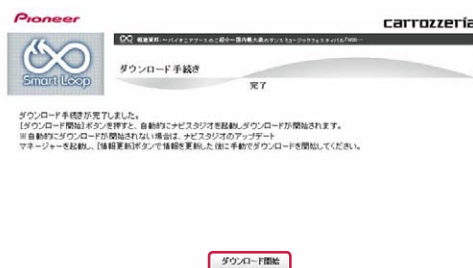 Pioneer
carrozzeria
Smart Loop
ダウンロード手続き
完了
ダウンロード手続きが完了しました。
[ダウンロード開始]ボタンを押すと、自動的にナビスタジオを起動しダウンロードが開始されます。
※自動的にダウンロードが開始されない場合は、ナビスタジオのアップデート
マネージャーを起動し、[情報更新]ボタンで情報を更新した後に手動でダウンロードを開始してください。
ダウンロード開始